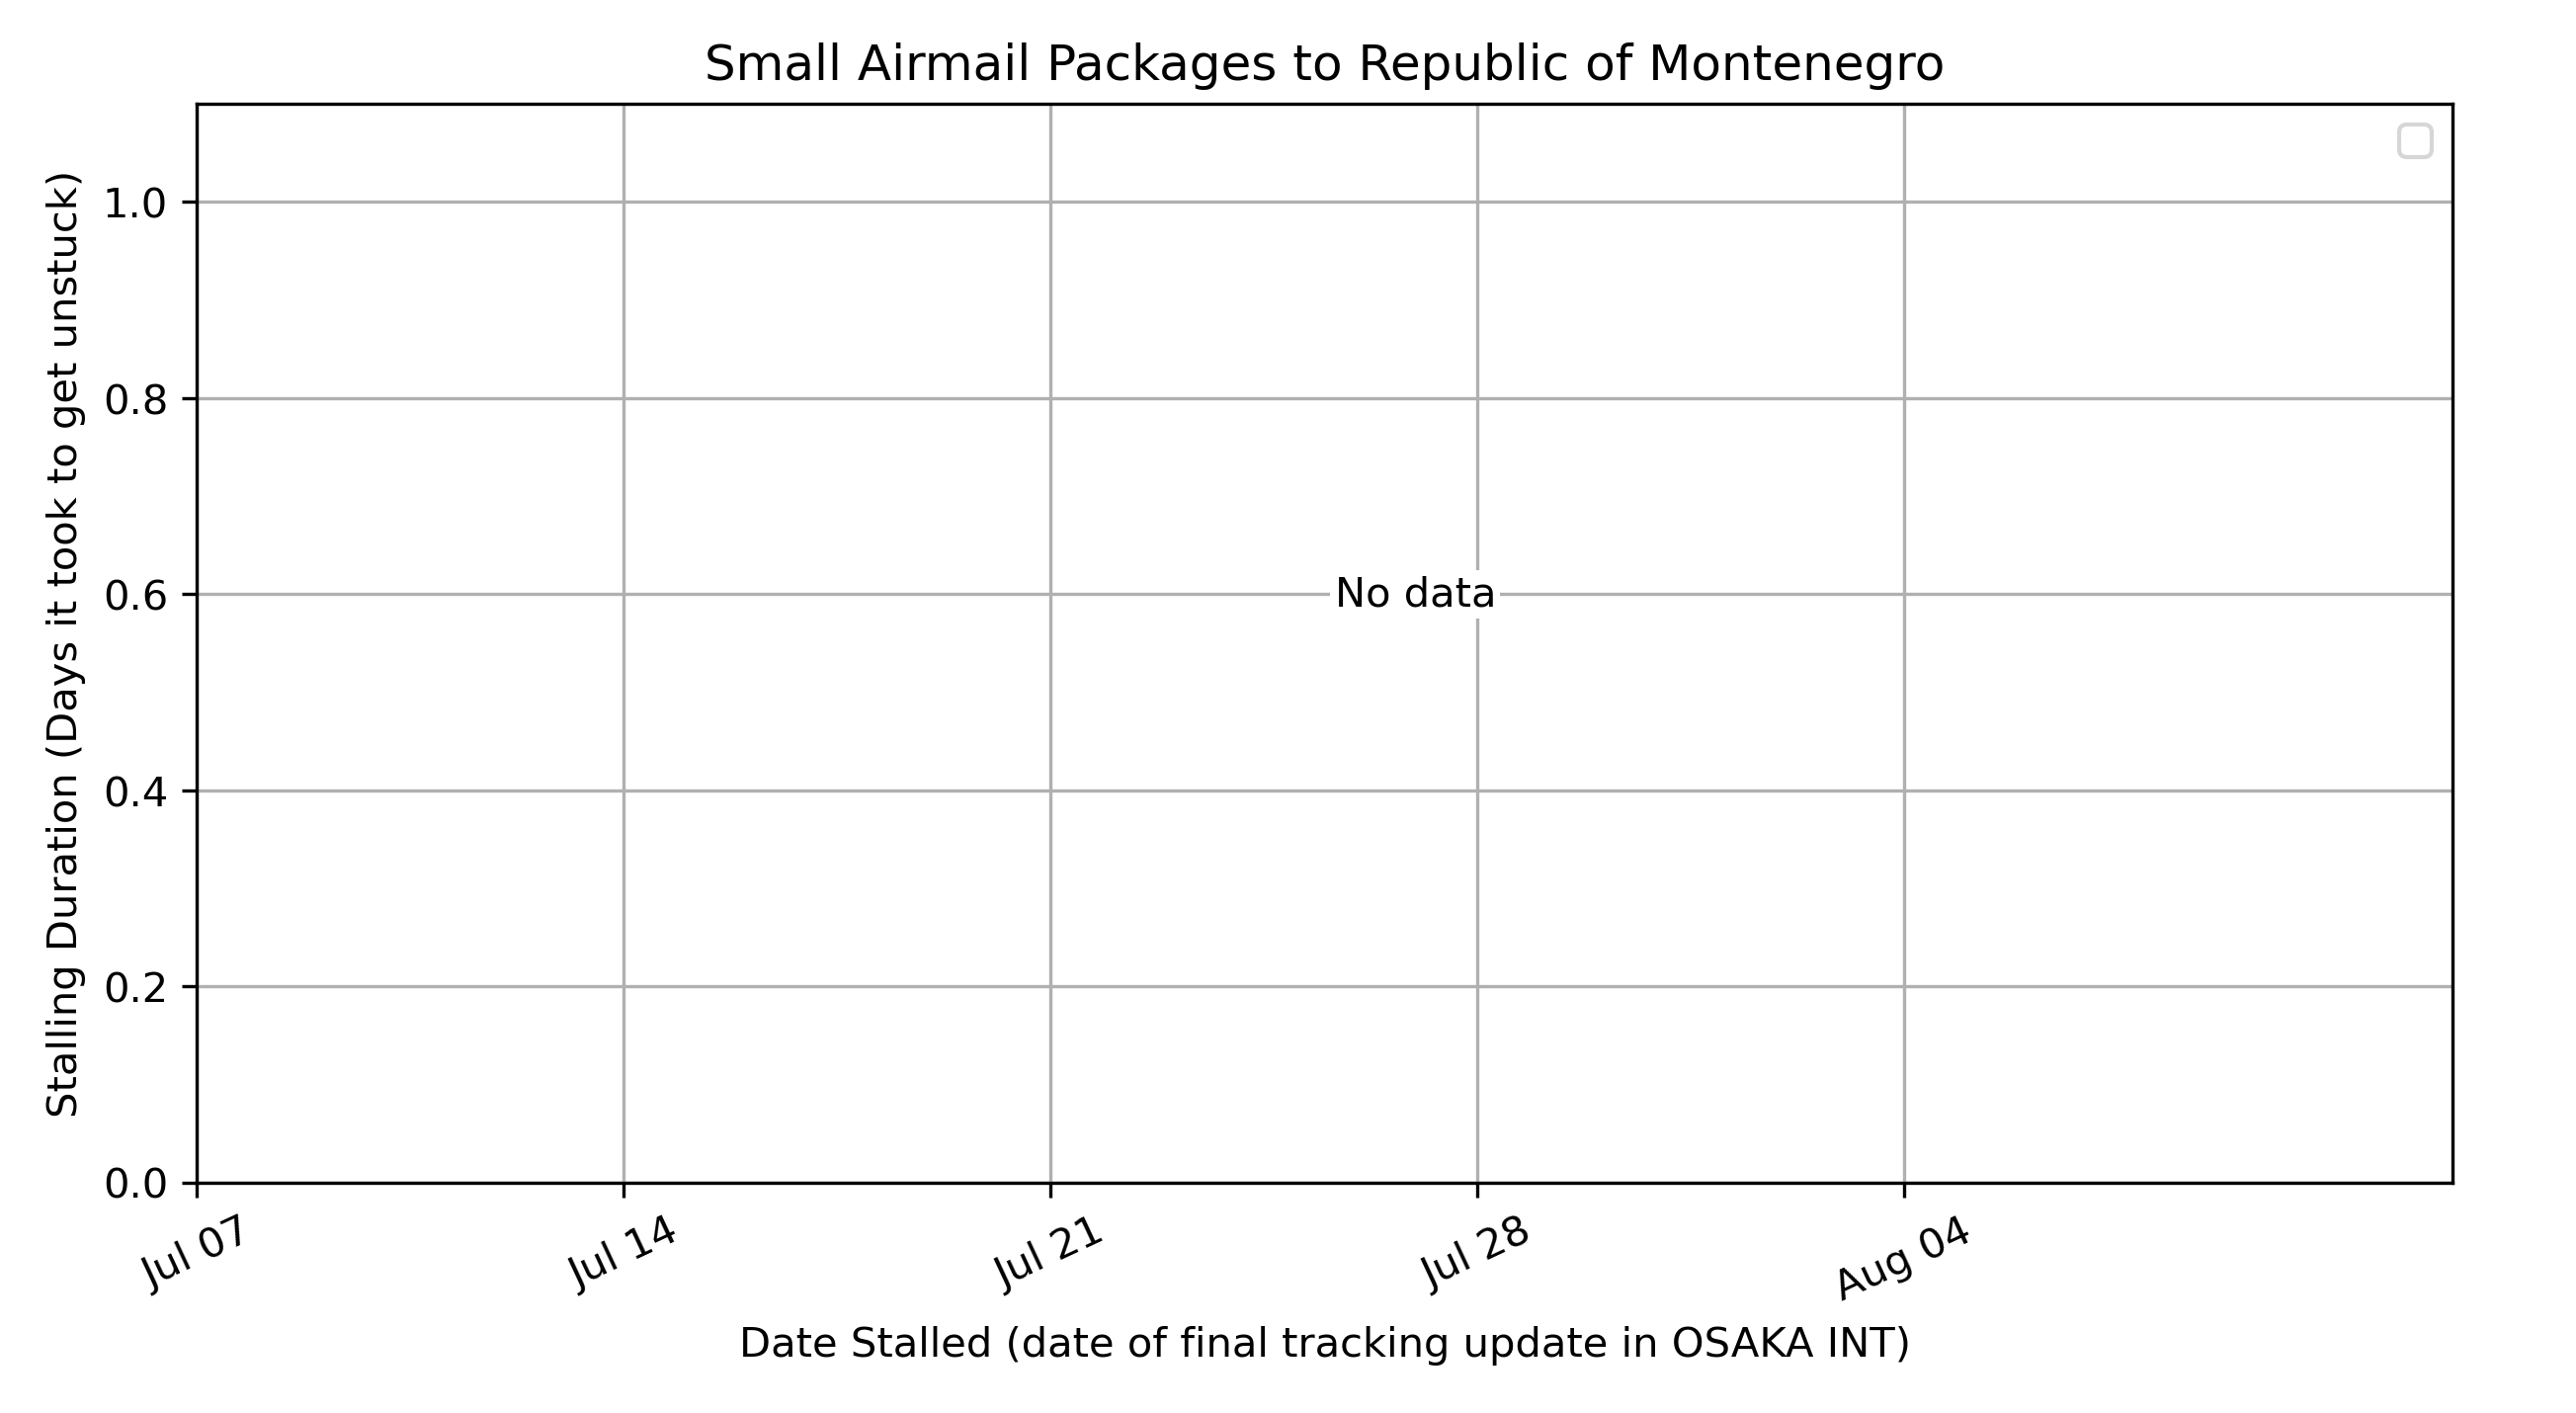 Small Airmail Packages to Republic of Montenegro
Stalling Duration (Days it took to get unstuck)
1.0
0.8
0.6
0.4
0.2
0.0
No data
Jul 07
Jul 14
Jul 21
Jul 28
Aug 04
Date Stalled (date of final tracking update in OSAKA INT)